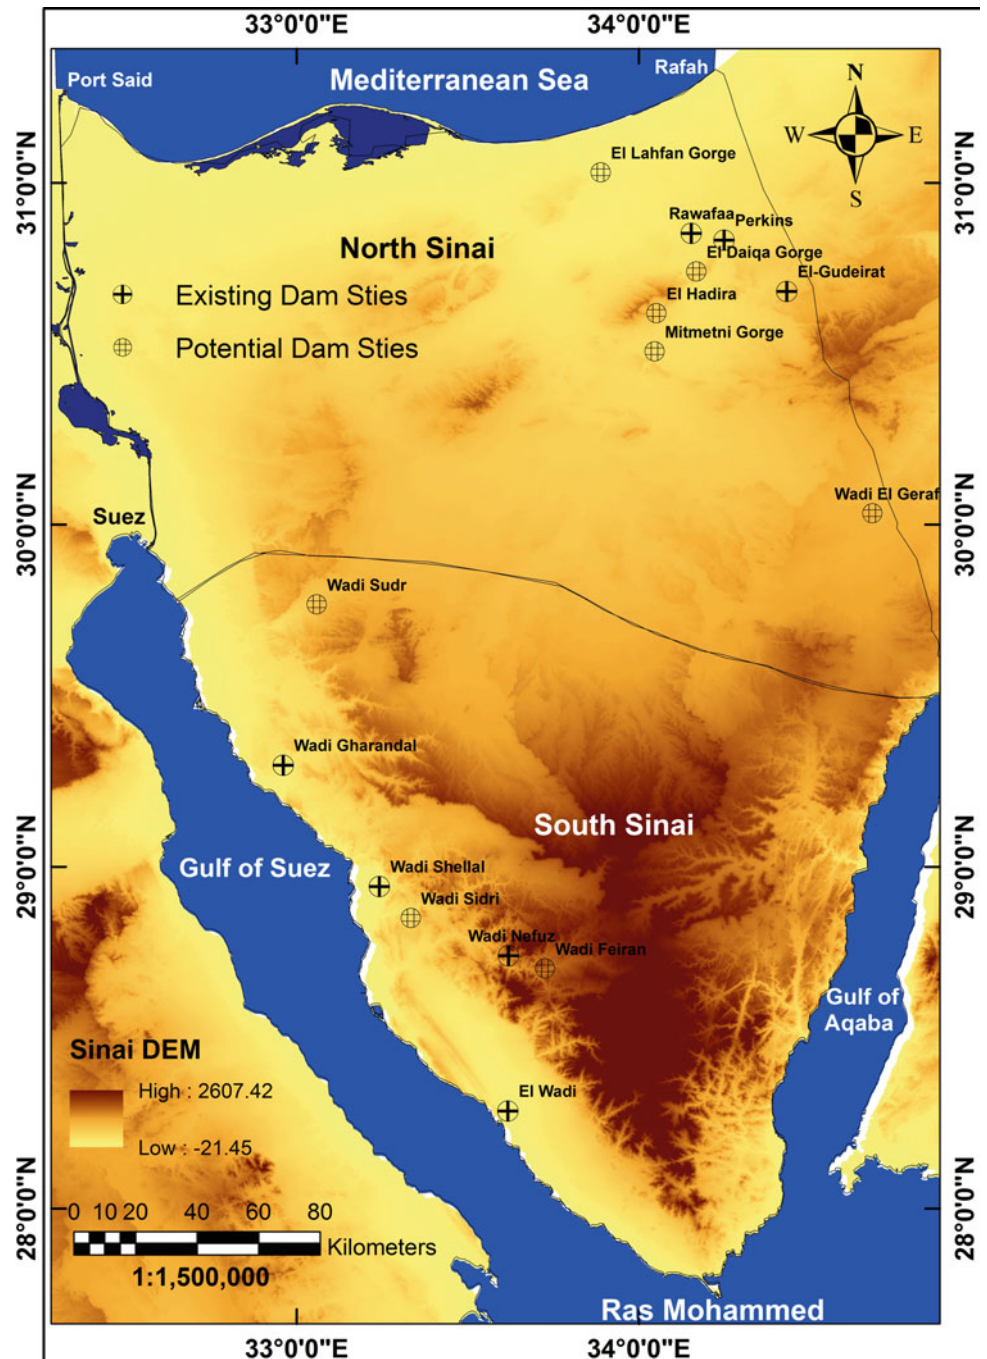 33°0'0"E 34°0'0"E
Port Said
Mediterranean Sea
Rafah
N
W E
S
El Lahfan Gorge
31°0'0"N 31°0'0"N
Rawafaa Perkins
North Sinai
El Daiqa Gorge
El-Gudeirat
Existing Dam Sties
El Hadira
Mitmetni Gorge
Potential Dam Sties
Wadi El Geraf
Suez
30°0'0"N 30°0'0"N
Wadi Sudr
Wadi Gharandal
South Sinai
Gulf of Suez
Wadi Shellal
29°0'0"N 29°0'0"N
Wadi Sidri
Wadi Nefuz
Wadi Feiran
Gulf of
Aqaba
Sinai DEM
High : 2607.42
El Wadi
Low : -21.45
28°0'0"N 28°0'0"N
0 10 20 40 60 80
Kilometers
1:1,500,000
Ras Mohammed
33°0'0"E 34°0'0"E